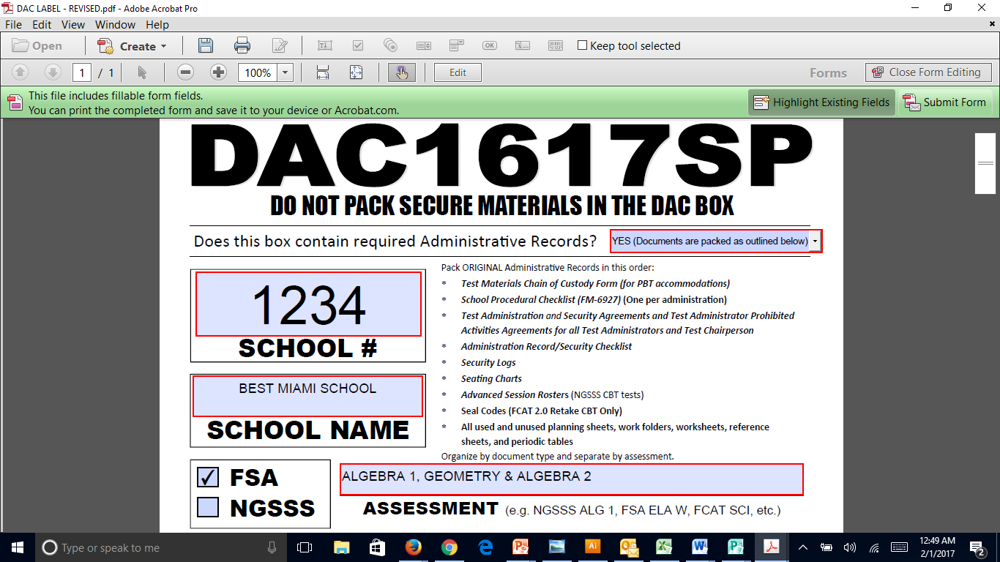 DAC LABEL - REVISED.pdf - Adobe Acrobat Pro
File Edit View Window Help
Open Create OK Keep tool selected
1 / 1 100% Edit Forms Close Form Editing
This file includes fillable form fields.
You can print the completed form and save it to your device or Acrobat.com.
Highlight Existing Fields Submit Form
DAC1617SP
DO NOT PACK SECURE MATERIALS IN THE DAC BOX
Does this box contain required Administrative Records? YES (Documents are packed as outlined below)
1234
SCHOOL #
BEST MIAMI SCHOOL
SCHOOL NAME
Pack ORIGINAL Administrative Records in this order:
* Test Materials Chain of Custody Form (for PBT accommodations)
* School Procedural Checklist (FM-6927) (One per administration)
* Test Administration and Security Agreements and Test Administrator Prohibited
Activities Agreements for all Test Administrators and Test Chairperson
* Administration Record/Security Checklist
* Security Logs
* Seating Charts
* Advanced Session Rosters (NGSSS CBT tests)
* Seal Codes (FCAT 2.0 Retake CBT Only)
* All used and unused planning sheets, work folders, worksheets, reference
sheets, and periodic tables
Organize by document type and separate by assessment.
✓ FSA
NGSSS
ALGEBRA 1, GEOMETRY & ALGEBRA 2
ASSESSMENT (e.g. NGSSS ALG 1, FSA ELA W, FCAT SCI, etc.)
Type or speak to me
Ai
12:49 AM
2/1/2017
2